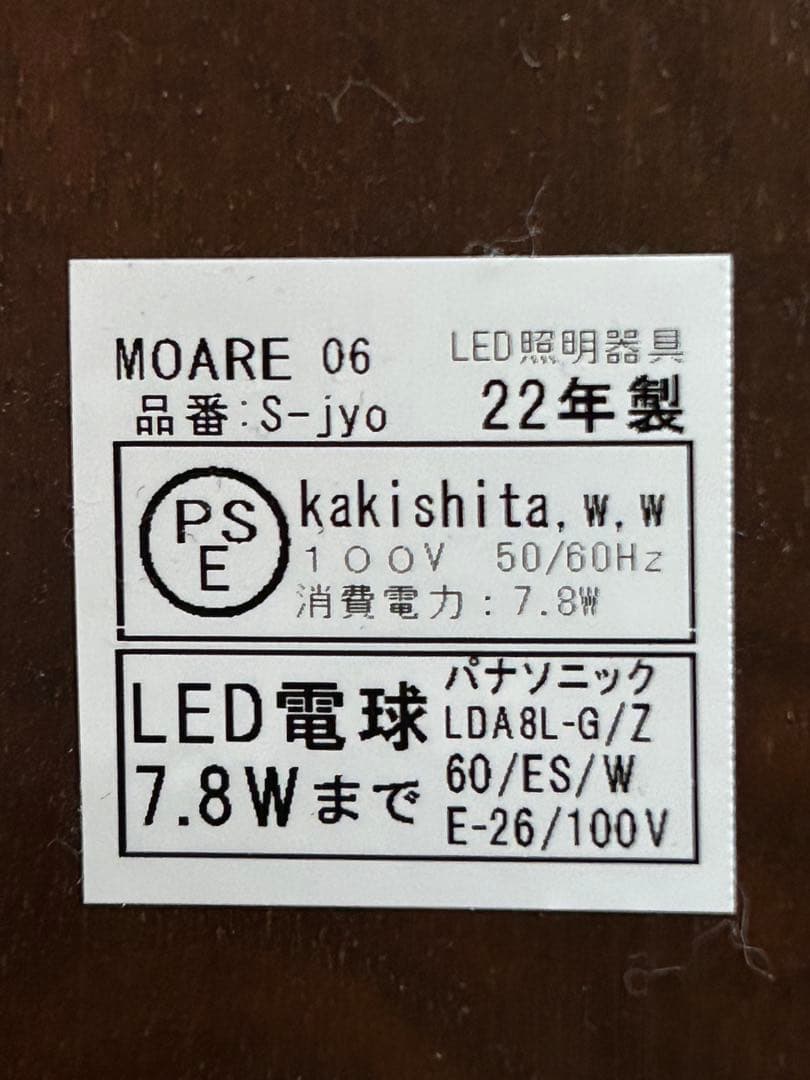 MOARE 06
LED照明器具
品番:S-jyo
22年製
PS
E
kakishita,w,w
100V 50/60Hz
消費電力:7.8W
LED電球
7.8Wまで
パナソニック
LDA8L-G/Z
60/ES/W
E-26/100V